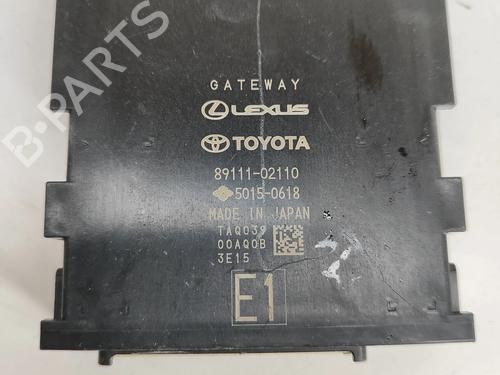 GATEWAY
LEXUS
TOYOTA
89111-02110
5015-0618
MADE IN JAPAN
TAQ039
00AQ0B
3E15
E1
B-PARTS